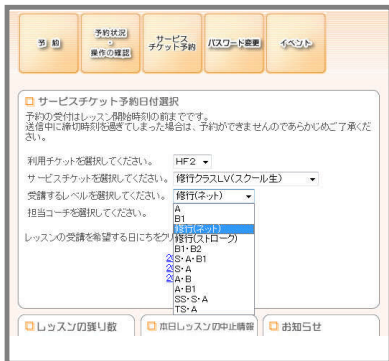 予約
予約状況
操作の確認
サービス
チケット予約
パスワード変更
イベント
サービスチケット予約日付選択
予約の受付はレッスン開始時刻の前までです。
送信中に締切時刻を過ぎてしまった場合は、予約ができませんのであらかじめご了承くだ
さい。
利用チケットを選択してください。 HF2
サービスチケットを選択してください。 修行クラスLV(スクール生)
受講するレベルを選択してください。 修行(ネット)
担当コーチを選択してください。
A
B1
修行(ネット)
レッスンの受講を希望する日にちをクリ
修行(ストローク)
B1・B2
S・A・B1
S・A
A・B
A・B1
SS・S・A
TS・A
レッスンの残り数
本日レッスンの中止情報
お知らせ